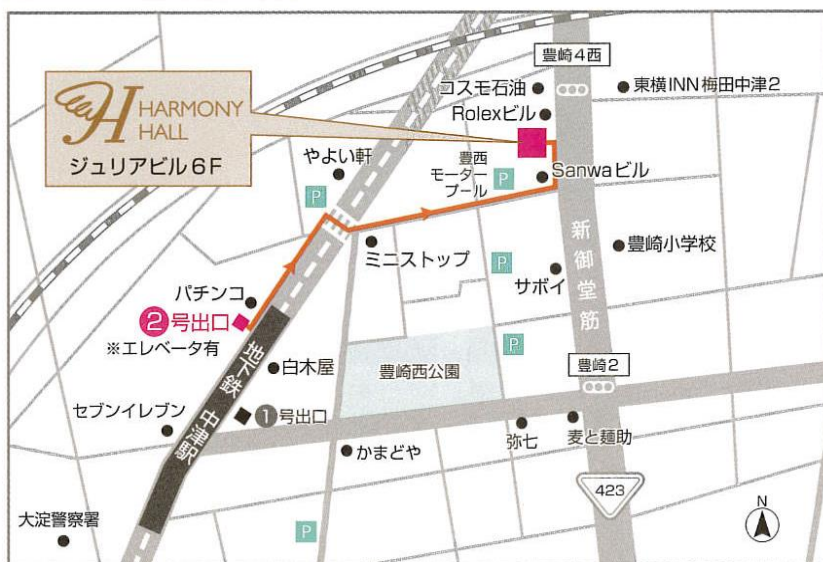 HARMONY
HALL
ジュリアビル6F
豊崎4西
コスモ石油
東横INN梅田中津2
Rolexビル
やよい軒
豊西
モーター
プール
P
Sanwaビル
P
ミニストップ
新御堂筋
豊崎小学校
P
サボイ
パチンコ
2号出口
※エレベータ有
地下鉄 中津駅
白木屋
豊崎西公園
P
豊崎2
セブンイレブン
1号出口
かまどや
弥七
麦と麺助
423
N
大淀警察署
P